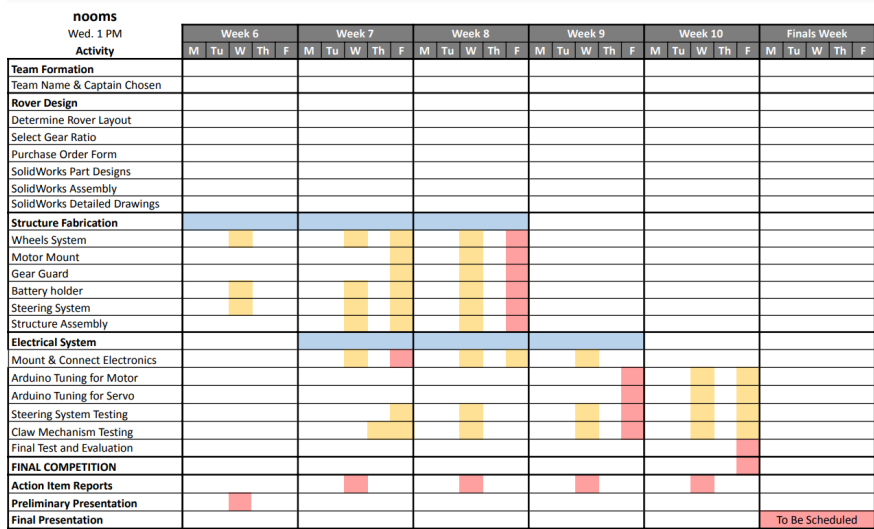 nooms
Wed. 1 PM Week 6 Week 7 Week 8 Week 9 Week 10 Finals Week
Activity M Tu W Th F M Tu W Th F M Tu W Th F M Tu W Th F M Tu W Th F M Tu W Th F
Team Formation
Team Name & Captain Chosen
Rover Design
Determine Rover Layout
Select Gear Ratio
Purchase Order Form
SolidWorks Part Designs
SolidWorks Assembly
SolidWorks Detailed Drawings
Structure Fabrication
Wheels System
Motor Mount
Gear Guard
Battery holder
Steering System
Structure Assembly
Electrical System
Mount & Connect Electronics
Arduino Tuning for Motor
Arduino Tuning for Servo
Steering System Testing
Claw Mechanism Testing
Final Test and Evaluation
FINAL COMPETITION
Action Item Reports
Preliminary Presentation
Final Presentation To Be Scheduled